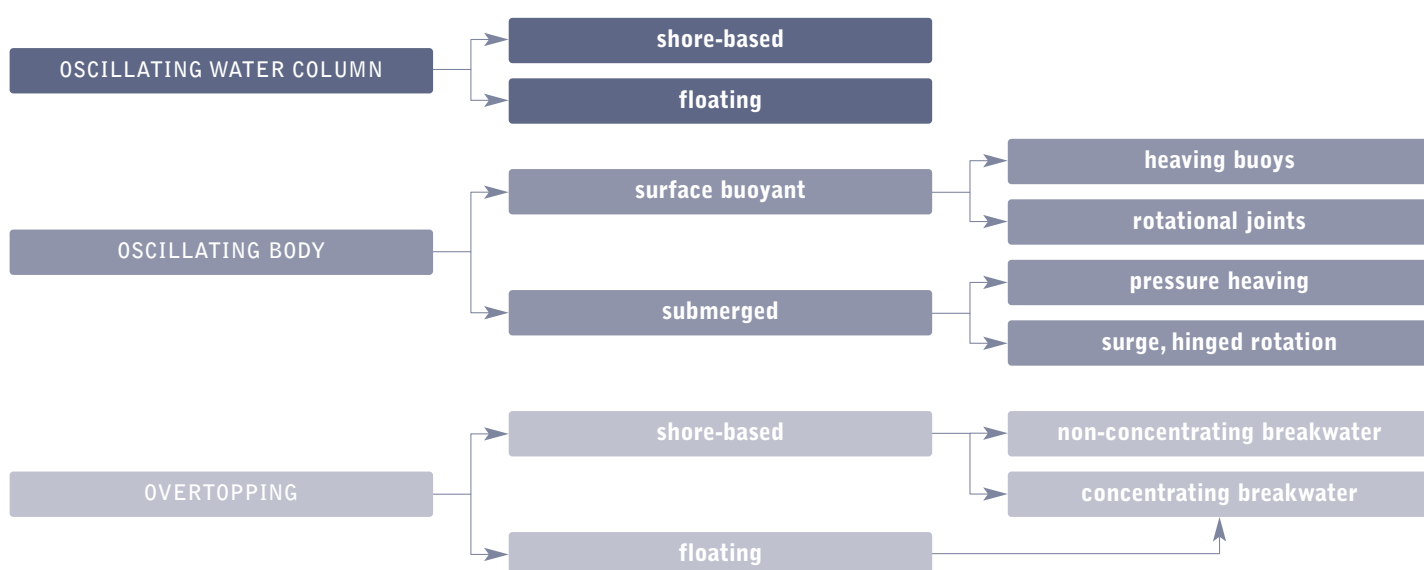 OSCILLATING WATER COLUMN
shore-based
floating
OSCILLATING BODY
surface buoyant
heaving buoys
rotational joints
submerged
pressure heaving
surge, hinged rotation
OVERTOPPING
shore-based
non-concentrating breakwater
concentrating breakwater
floating